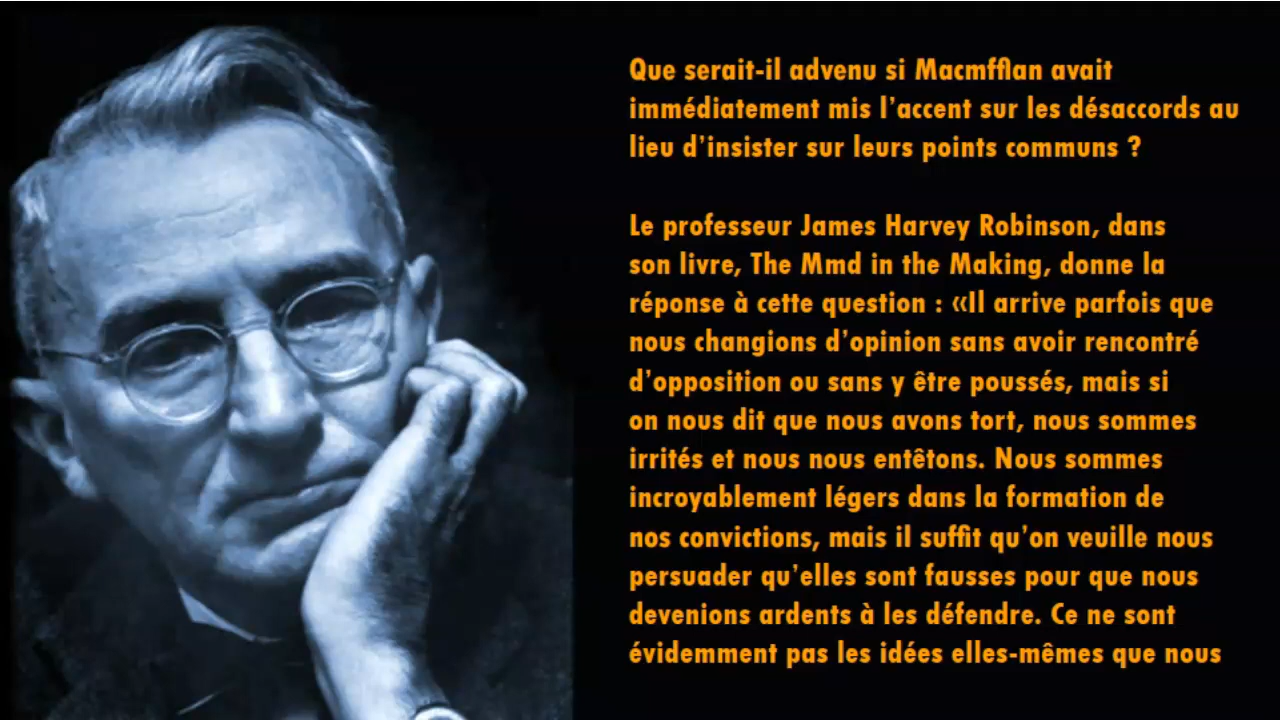 Que serait-il advenu si Macmfflan avait
immédiatement mis l’accent sur les désaccords au
lieu d’insister sur leurs points communs ?
Le professeur James Harvey Robinson, dans
son livre, The Mmd in the Making, donne la
réponse à cette question : «Il arrive parfois que
nous changions d’opinion sans avoir rencontré
d’opposition ou sans y être poussés, mais si
on nous dit que nous avons tort, nous sommes
irrités et nous nous entêtons. Nous sommes
incroyablement légers dans la formation de
nos convictions, mais il suffit qu’on veuille nous
persuader qu’elles sont fausses pour que nous
devenions ardents à les défendre. Ce ne sont
évidemment pas les idées elles-mêmes que nous